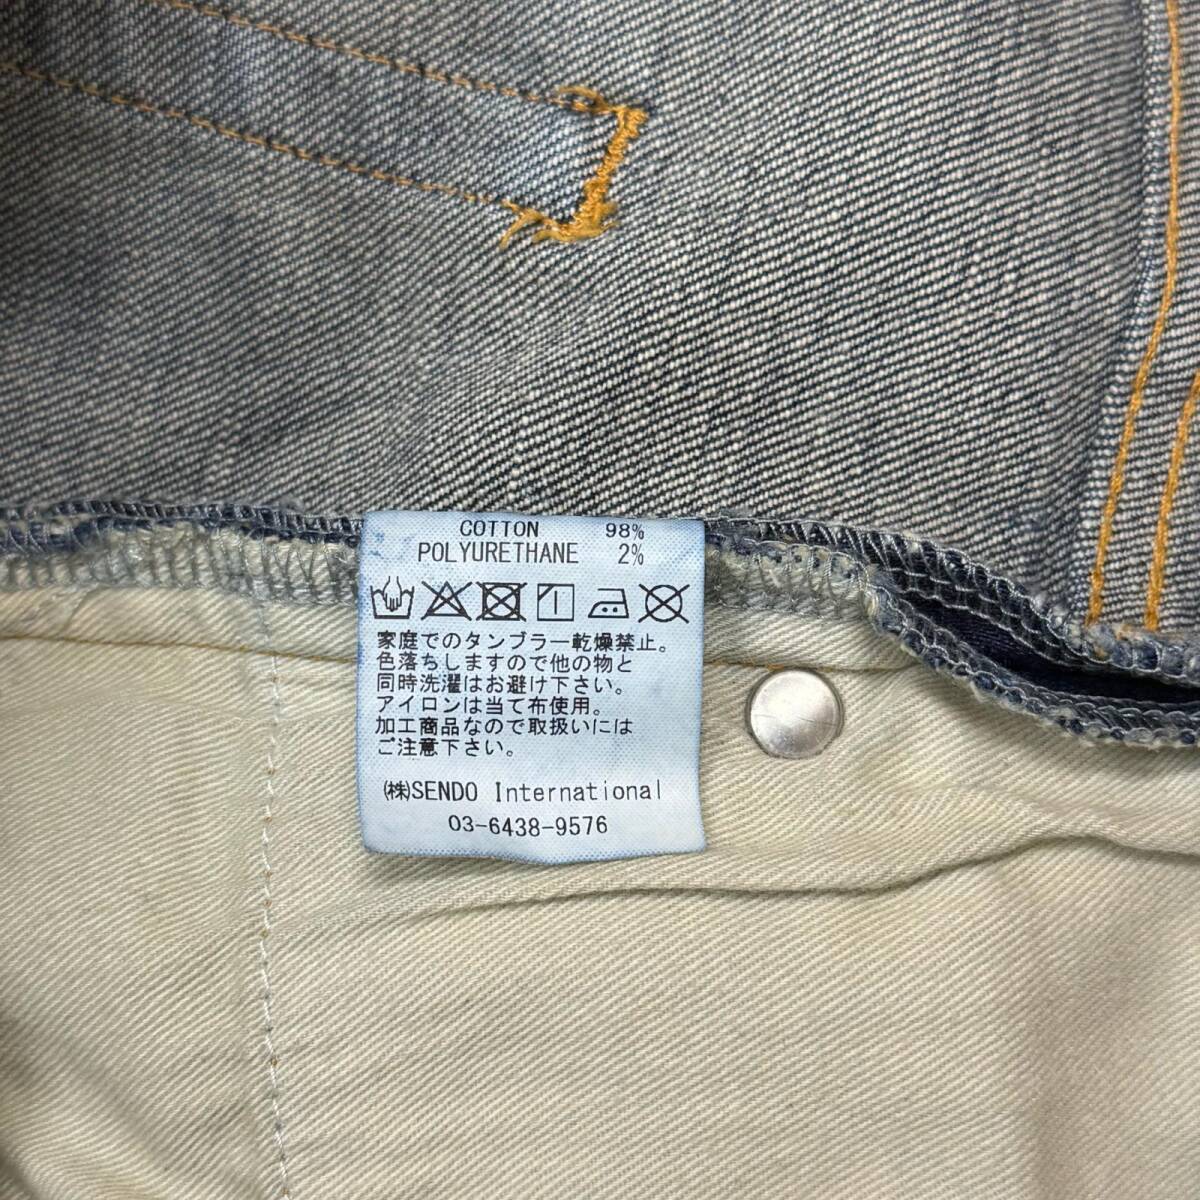 COTTON 98%
POLYURETHANE 2%
家庭でのタンブラー乾燥禁止。
色落ちしますので他の物と
同時洗濯はお避け下さい。
アイロンは当て布使用。
加工商品なので取扱いには
ご注意下さい。
㈱SENDO International
03-6438-9576